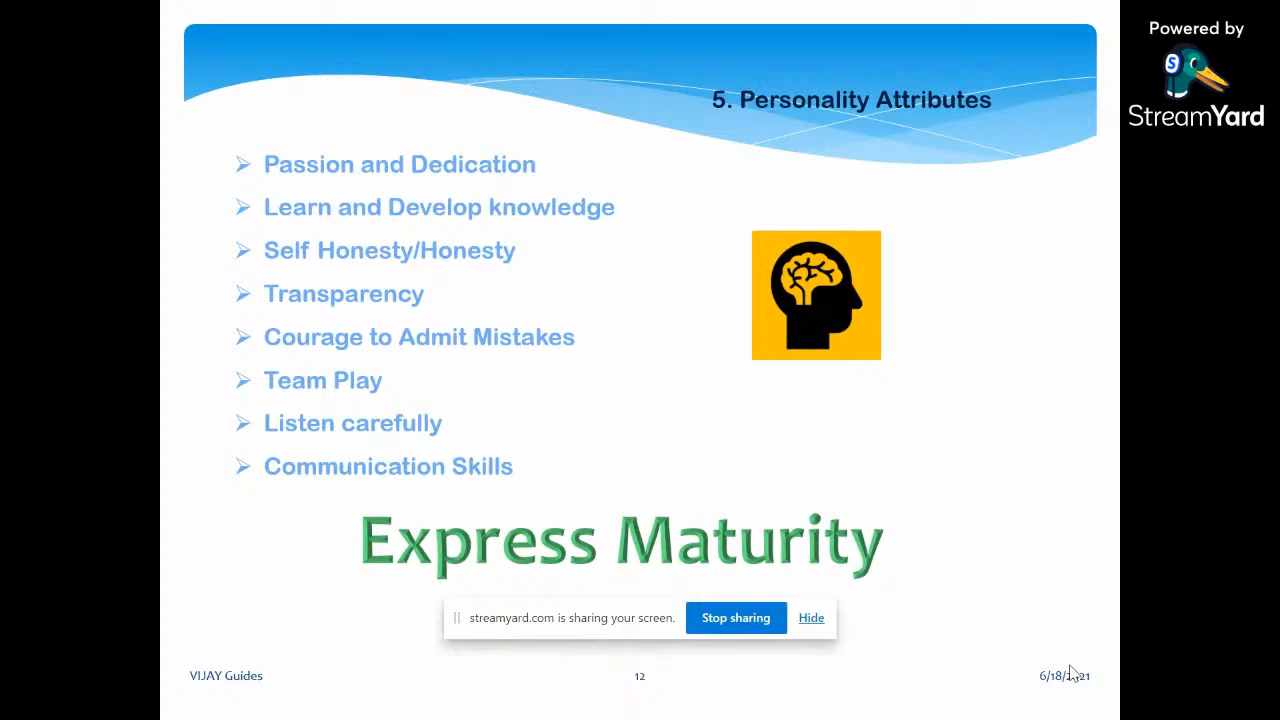 Powered by
StreamYard
5. Personality Attributes
Passion and Dedication
Learn and Develop knowledge
Self Honesty/Honesty
Transparency
Courage to Admit Mistakes
Team Play
Listen carefully
Communication Skills
Express Maturity
streamyard.com is sharing your screen. Stop sharing Hide
VIJAY Guides 12